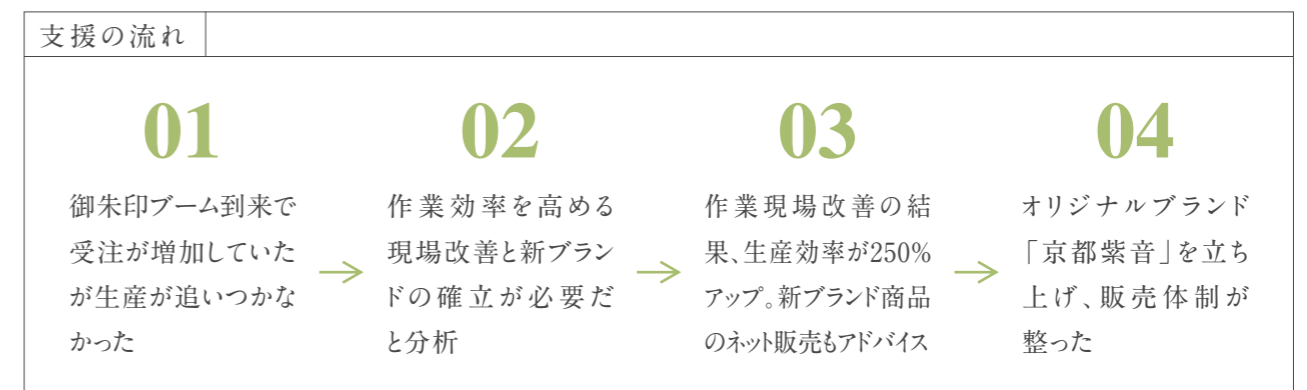 支援の流れ
01
御朱印ブーム到来で
受注が増加していた
が生産が追いつかな
かった
02
作業効率を高める
現場改善と新ブラン
ドの確立が必要だ
と分析
03
作業現場改善の結
果、生産効率が250%
アップ。新ブランド商品
のネット販売もアドバイス
04
オリジナルブランド
「京都紫音」を立ち
上げ、販売体制が
整った